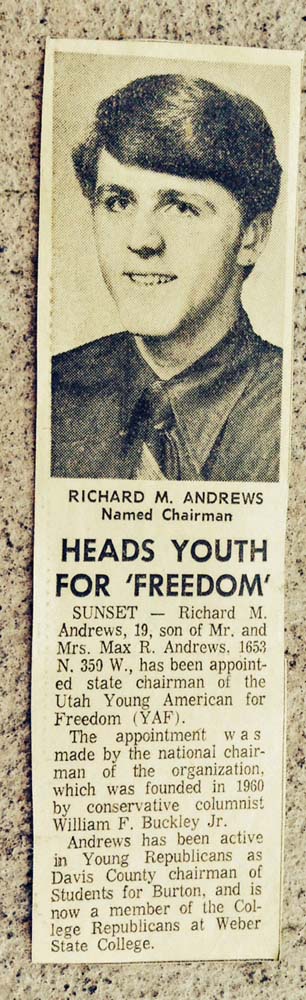 RICHARD M. ANDREWS
Named Chairman
HEADS YOUTH
FOR 'FREEDOM'
SUNSET — Richard M.
Andrews, 19, son of Mr. and
Mrs. Max R. Andrews, 1653
N. 350 W., has been appoint-
ed state chairman of the
Utah Young American for
Freedom (YAF).
The appointment was
made by the national chair-
man of the organization,
which was founded in 1960
by conservative columnist
William F. Buckley Jr.
Andrews has been active
in Young Republicans as
Davis County chairman of
Students for Burton, and is
now a member of the Col-
lege Republicans at Weber
State College.